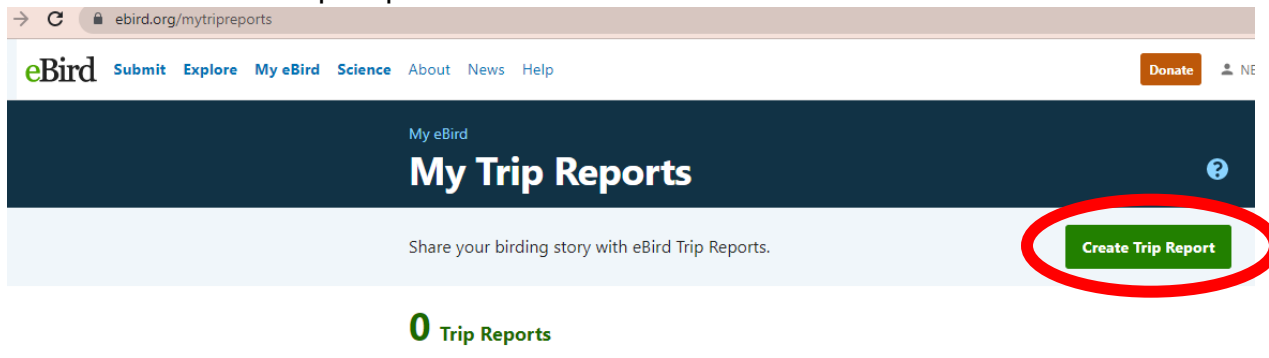 ebird.org/mytripreports
eBird Submit Explore My eBird Science About News Help Donate NE
My eBird
My Trip Reports
Share your birding story with eBird Trip Reports. Create Trip Report
0 Trip Reports